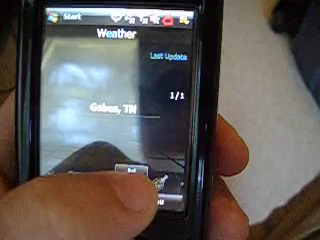 Start
Weather
Last Update
1/1
Gabes, TN